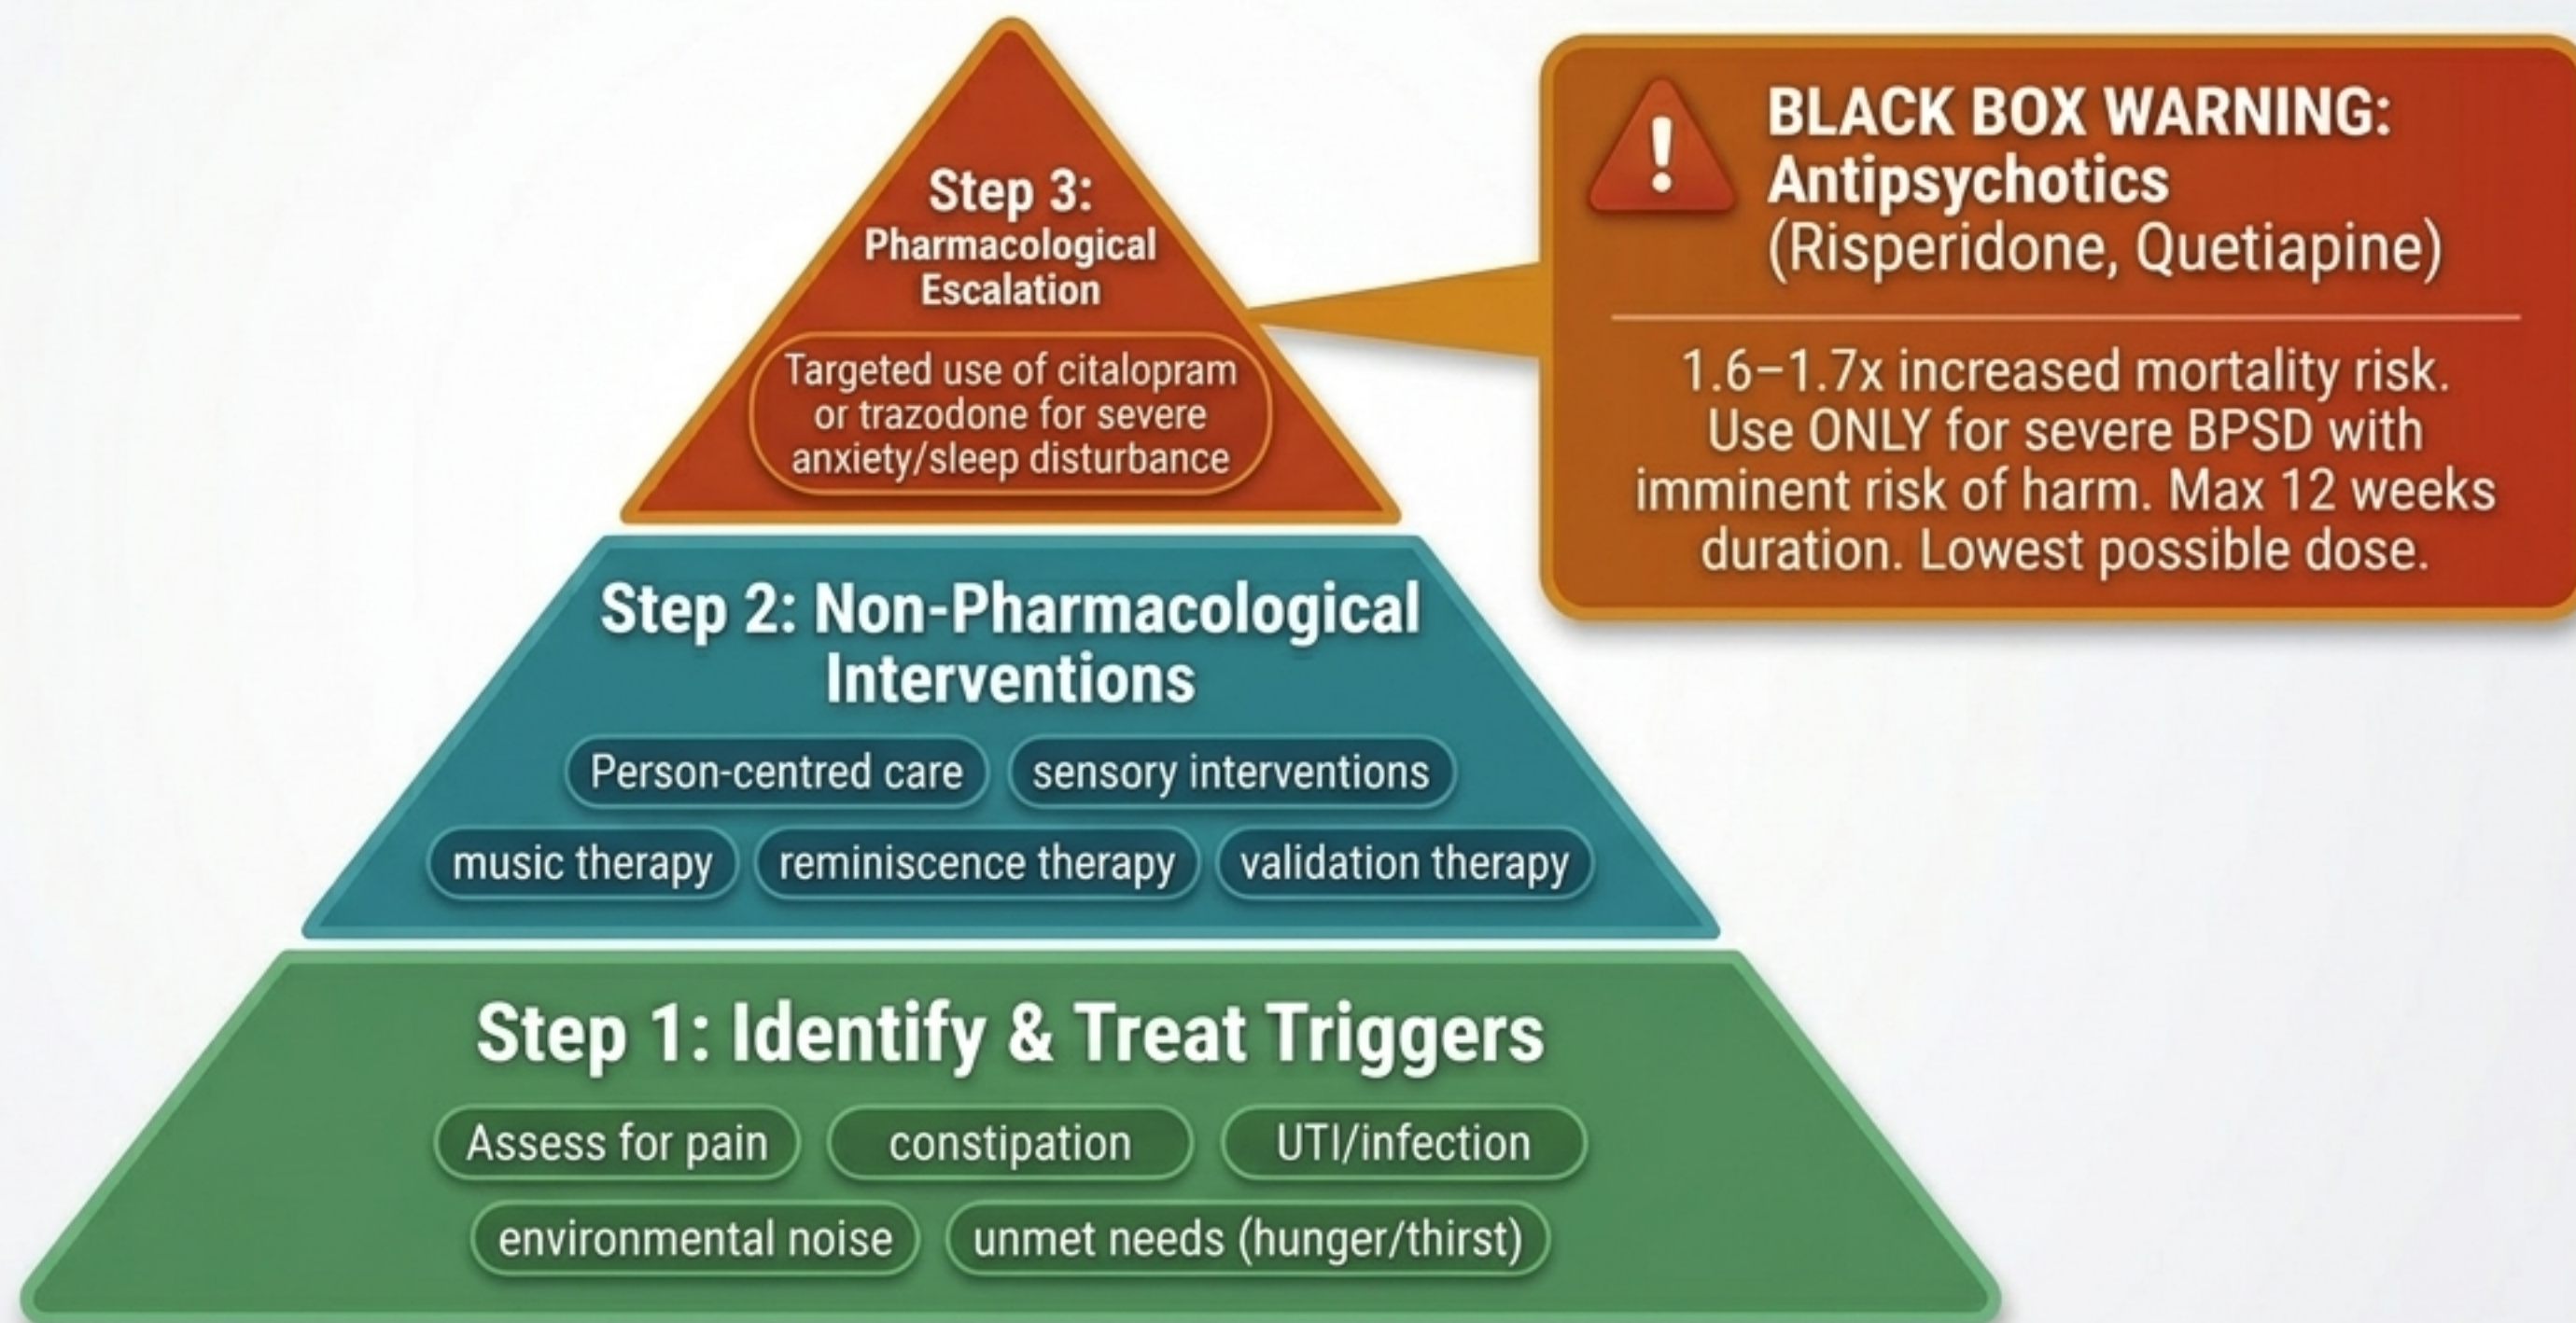 Step 3:
Pharmacological
Escalation
Targeted use of citalopram
or trazodone for severe
anxiety/sleep disturbance
BLACK BOX WARNING:
Antipsychotics
(Risperidone, Quetiapine)
1.6–1.7x increased mortality risk.
Use ONLY for severe BPSD with
imminent risk of harm. Max 12 weeks
duration. Lowest possible dose.
Step 2: Non-Pharmacological
Interventions
Person-centred care
sensory interventions
music therapy
reminiscence therapy
validation therapy
Step 1: Identify & Treat Triggers
Assess for pain
constipation
UTI/infection
environmental noise
unmet needs (hunger/thirst)